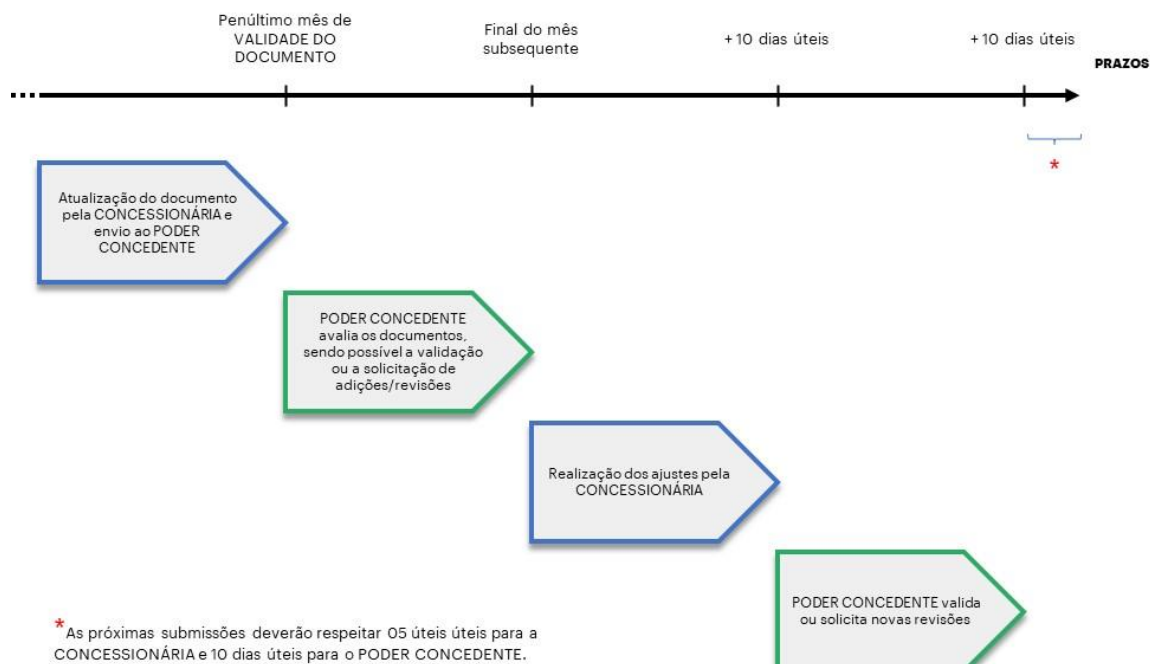 Penúltimo mês de
VALIDADE DO
DOCUMENTO
Final do mês
subsequente
+ 10 dias úteis
+ 10 dias úteis
PRAZOS
*
Atualização do documento
pela CONCESSIONÁRIA e
envio ao PODER
CONCEDENTE
PODER CONCEDENTE
avalia os documentos,
sendo possível a validação
ou a solicitação de
adições/revisões
Realização dos ajustes pela
CONCESSIONÁRIA
PODER CONCEDENTE valida
ou solicita novas revisões
*As próximas submissões deverão respeitar 05 úteis úteis para a
CONCESSIONÁRIA e 10 dias úteis para o PODER CONCEDENTE.